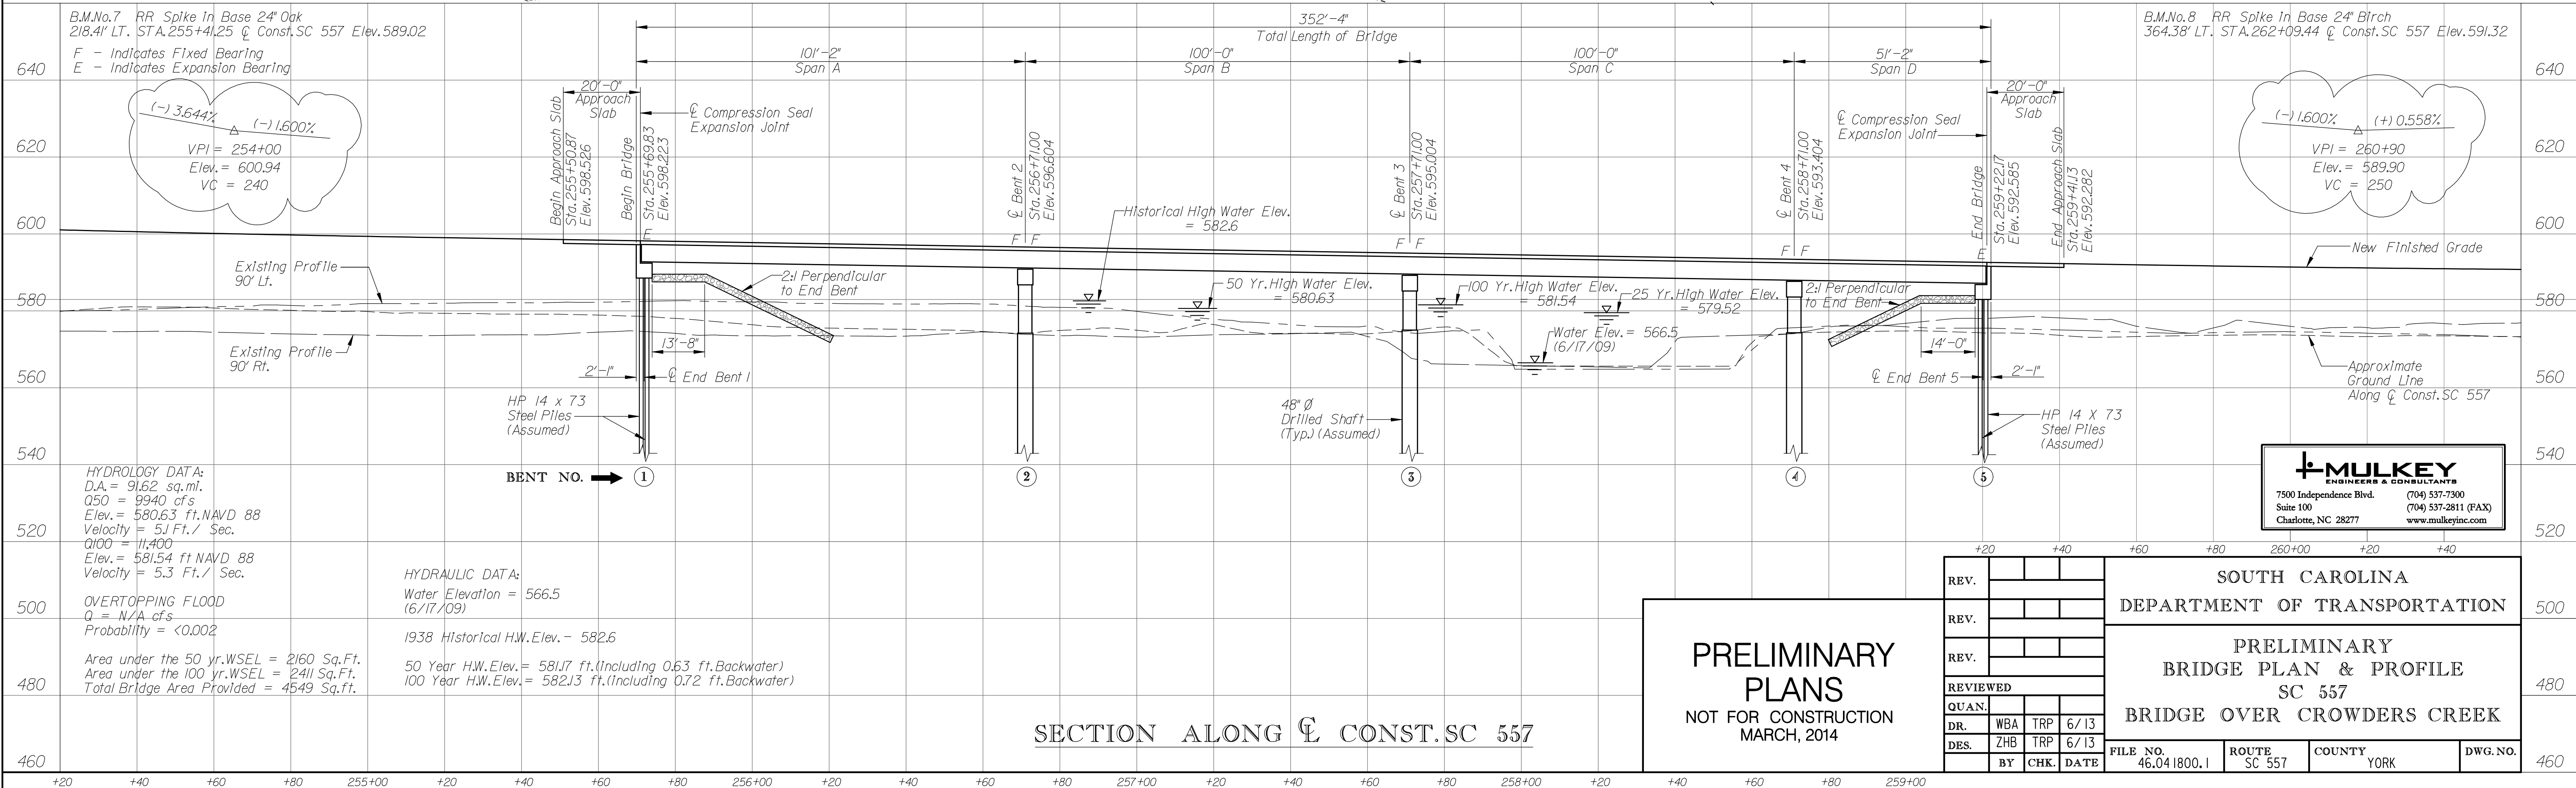 B.M.No.7 RR Spike in Base 24" Oak
218.41' LT. STA.255+41.25 ℄ Const.SC 557 Elev.589.02
F - Indicates Fixed Bearing
E - Indicates Expansion Bearing
352'-4"
Total Length of Bridge
B.M.No.8 RR Spike in Base 24" Birch
364.38' LT. STA.262+09.44 ℄ Const.SC 557 Elev.591.32
101'-2"
Span A
100'-0"
Span B
100'-0"
Span C
51'-2"
Span D
640
620
600
580
560
540
520
500
480
460
(-) 3.644%
(-) 1.600%
VPI = 254+00
Elev.= 600.94
VC = 240
20'-0"
Approach
Slab
℄ Compression Seal
Expansion Joint
Begin Approach Slab
Sta.255+50.87
Elev.598.526
Begin Bridge
Sta.255+69.83
Elev.598.223
℄ Bent 2
Sta.256+71.00
Elev.596.604
℄ Bent 3
Sta.257+71.00
Elev.595.004
℄ Bent 4
Sta.258+71.00
Elev.593.404
℄ Compression Seal
Expansion Joint
20'-0"
Approach
Slab
End Bridge
Sta.259+22.17
Elev.592.585
End Approach Slab
Sta.259+41.13
Elev.592.282
(-) 1.600%
(+) 0.558%
VPI = 260+90
Elev.= 589.90
VC = 250
E
F F
F F
F F
E
Historical High Water Elev.
= 582.6
New Finished Grade
Existing Profile
90' Lt.
2:1 Perpendicular
to End Bent
50 Yr.High Water Elev.
= 580.63
100 Yr.High Water Elev.
= 581.54
25 Yr.High Water Elev.
= 579.52
2:1 Perpendicular
to End Bent
Existing Profile
90' Rt.
13'-8"
Water Elev.= 566.5
(6/17/09)
14'-0"
2'-1"
℄ End Bent 1
℄ End Bent 5
2'-1"
Approximate
Ground Line
Along ℄ Const.SC 557
HP 14 x 73
Steel Piles
(Assumed)
48" Ø
Drilled Shaft
(Typ.) (Assumed)
HP 14 X 73
Steel Piles
(Assumed)
BENT NO.
1
2
3
4
5
640
620
600
580
560
540
520
500
480
460
HYDROLOGY DATA:
D.A.= 91.62 sq.mi.
Q50 = 9940 cfs
Elev.= 580.63 ft.NAVD 88
Velocity = 5.1 Ft./ Sec.
Q100 = 11,400
Elev.= 581.54 ft NAVD 88
Velocity = 5.3 Ft./ Sec.
OVERTOPPING FLOOD
Q = N/A cfs
Probability = <0.002
Area under the 50 yr.WSEL = 2160 Sq.Ft.
Area under the 100 yr.WSEL = 2411 Sq.Ft.
Total Bridge Area Provided = 4549 Sq.ft.
HYDRAULIC DATA:
Water Elevation = 566.5
(6/17/09)
1938 Historical H.W.Elev.- 582.6
50 Year H.W.Elev.= 581.17 ft.(including 0.63 ft.Backwater)
100 Year H.W.Elev.= 582.13 ft.(including 0.72 ft.Backwater)
SECTION ALONG ℄ CONST. SC 557
MULKEY
ENGINEERS & CONSULTANTS
7500 Independence Blvd.
Suite 100
Charlotte, NC 28277
(704) 537-7300
(704) 537-2811 (FAX)
www.mulkeyinc.com
+20 +40 +60 +80 260+00 +20 +40
PRELIMINARY
PLANS
NOT FOR CONSTRUCTION
MARCH, 2014
REV.
REV.
REV.
REVIEWED
QUAN.
DR. WBA TRP 6/13
DES. ZHB TRP 6/13
BY CHK. DATE
SOUTH CAROLINA
DEPARTMENT OF TRANSPORTATION
PRELIMINARY
BRIDGE PLAN & PROFILE
SC 557
BRIDGE OVER CROWDERS CREEK
FILE NO.
46.041800.1
ROUTE
SC 557
COUNTY
YORK
DWG. NO.
+20 +40 +60 +80 255+00 +20 +40 +60 +80 256+00 +20 +40 +60 +80 257+00 +20 +40 +60 +80 258+00 +20 +40 +60 +80 259+00